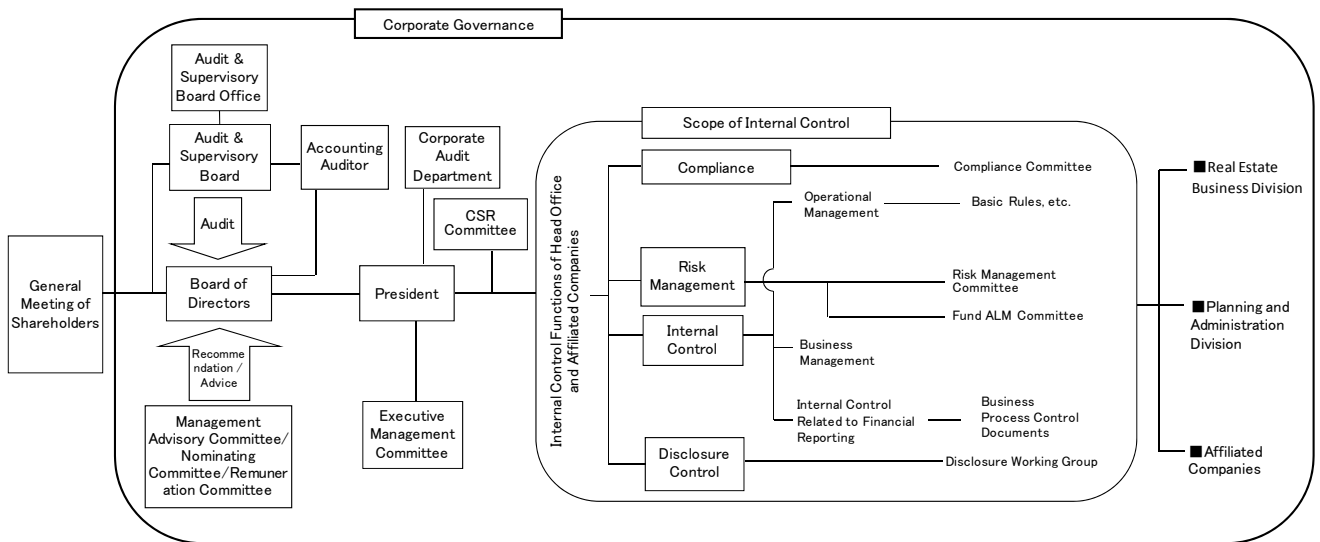 Corporate Governance
Audit &
Supervisory
Board Office
Audit &
Supervisory
Board
Accounting
Auditor
Corporate
Audit
Department
CSR
Committee
Audit
General
Meeting of
Shareholders
Board of
Directors
President
Recomme
ndation /
Advice
Management
Advisory Committee/
Nominating
Committee/Remuner
ation Committee
Executive
Management
Committee
Internal Control Functions of Head Office
and Affiliated Companies
Scope of Internal Control
Compliance
Compliance Committee
Operational
Management
Basic Rules, etc.
Risk
Management
Risk Management
Committee
Fund ALM Committee
Internal
Control
Business
Management
Internal Control
Related to Financial
Reporting
Business
Process Control
Documents
Disclosure
Control
Disclosure Working Group
■Real Estate
Business Division
■Planning and
Administration
Division
■Affiliated
Companies